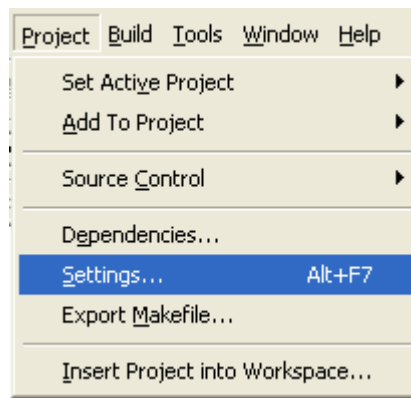 Project Build Tools Window Help
Set Active Project
Add To Project
Source Control
Dependencies...
Settings... Alt+F7
Export Makefile...
Insert Project into Workspace...